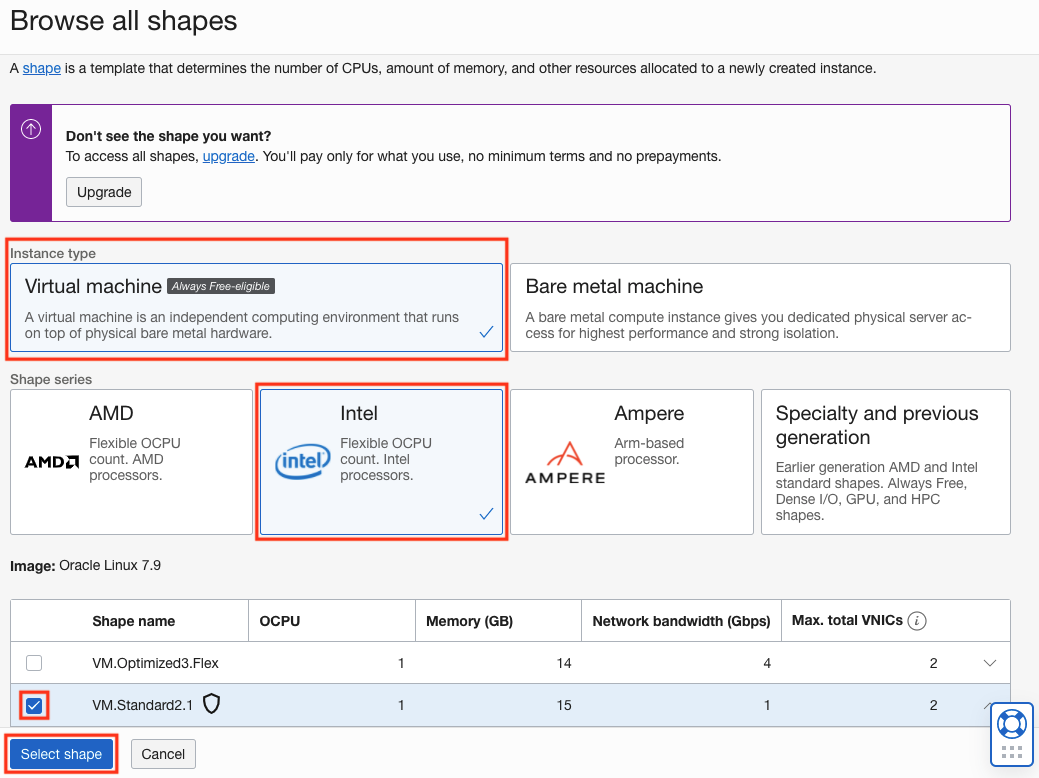 Browse all shapes
A shape is a template that determines the number of CPUs, amount of memory, and other resources allocated to a newly created instance.
Don't see the shape you want?
To access all shapes, upgrade. You'll pay only for what you use, no minimum terms and no prepayments.
Upgrade
Instance type
Virtual machine Always Free-eligible
A virtual machine is an independent computing environment that runs
on top of physical bare metal hardware.
Bare metal machine
A bare metal compute instance gives you dedicated physical server ac-
cess for highest performance and strong isolation.
Shape series
AMD
AMD
Flexible OCPU
count. AMD
processors.
Intel
intel
Flexible OCPU
count. Intel
processors.
Ampere
AMPERE
Arm-based
processor.
Specialty and previous
generation
Earlier generation AMD and Intel
standard shapes. Always Free,
Dense I/O, GPU, and HPC
shapes.
Image: Oracle Linux 7.9
Shape name OCPU Memory (GB) Network bandwidth (Gbps) Max. total VNICs i
VM.Optimized3.Flex 1 14 4 2
VM.Standard2.1 1 15 1 2
Select shape Cancel